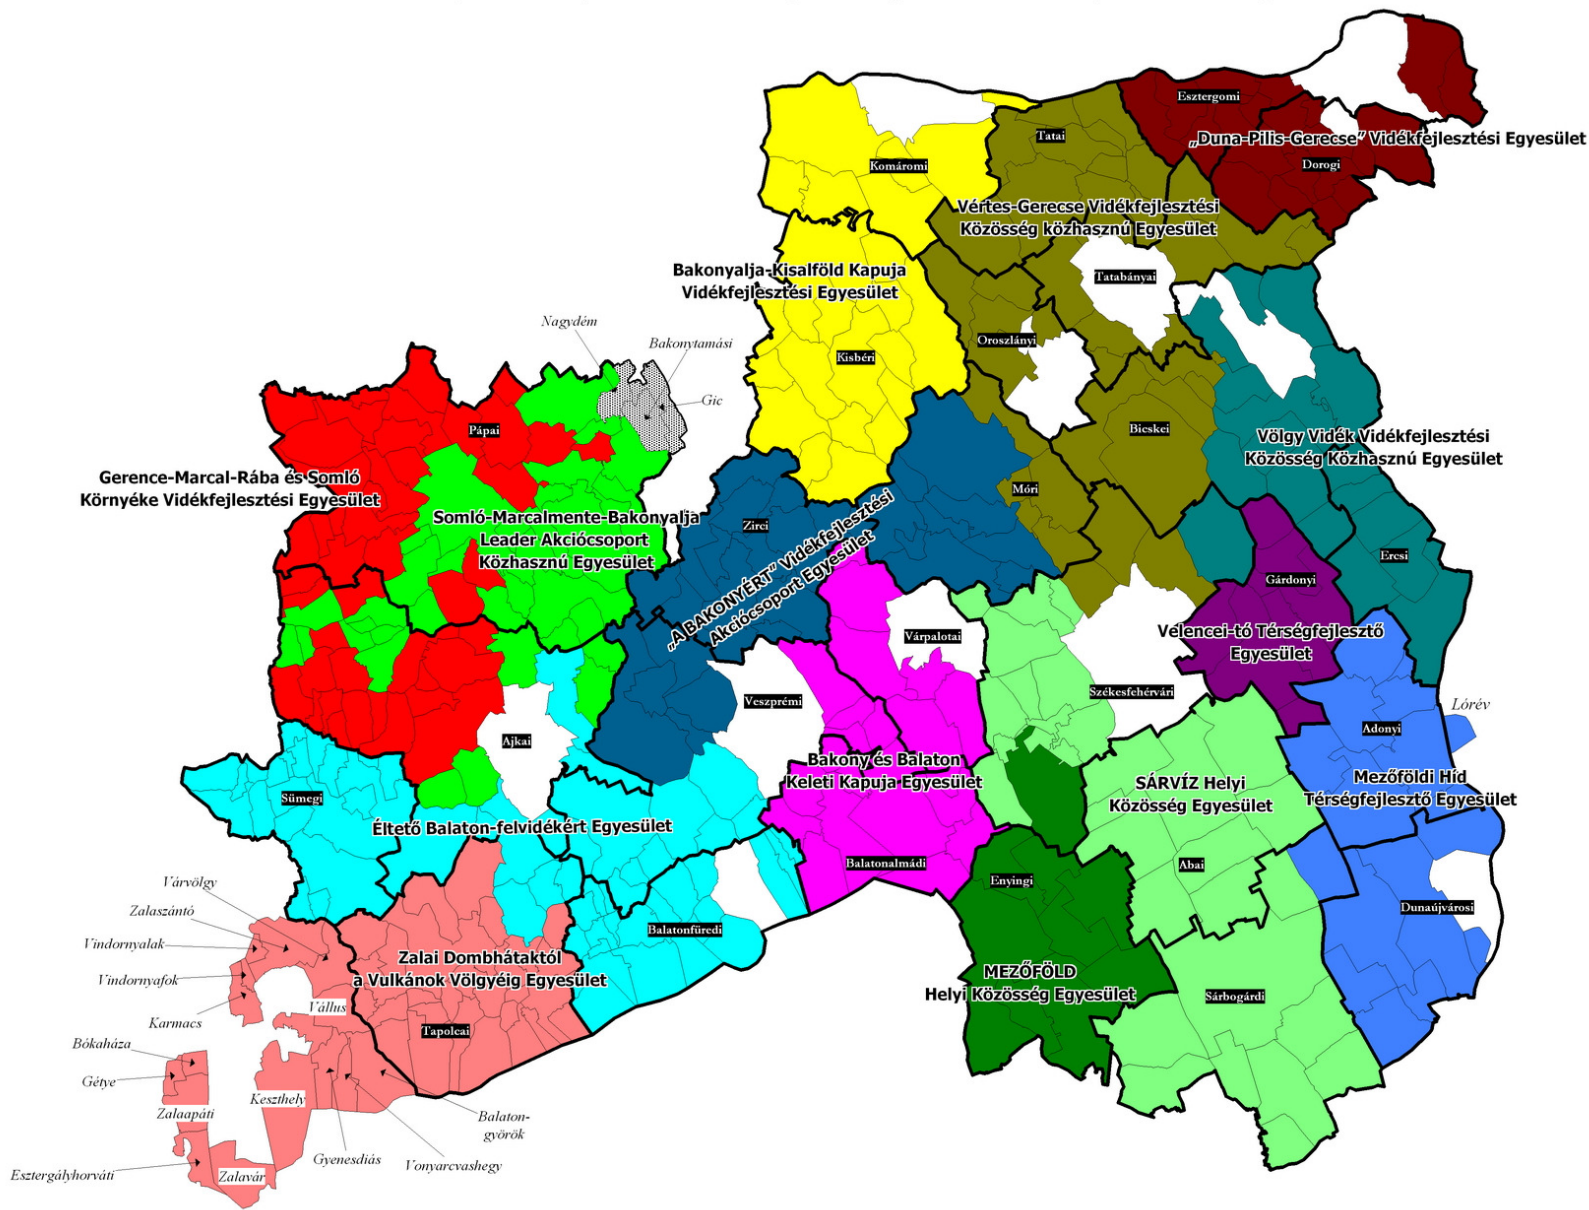 Esztergomi
Tatai
„Duna-Pilis-Gerecse” Vidékfejlesztési Egyesület
Dorogi
Komáromi
Vértes-Gerecse Vidékfejlesztési
Közösség közhasznú Egyesület
Bakonyalja-Kisalföld Kapuja
Vidékfejlesztési Egyesület
Tatabányai
Nagydém
Bakonytamási
Gic
Oroszlányi
Kisbéri
Pápai
Bicskei
Völgy Vidék Vidékfejlesztési
Közösség Közhasznú Egyesület
Gerence-Marcal-Rába és Somló
Környéke Vidékfejlesztési Egyesület
Móri
Somló-Marcalmente-Bakonyalja
Leader Akciócsoport
Közhasznú Egyesület
Zirci
„A BAKONYÉRT” Vidékfejlesztési
Akciócsoport Egyesület
Ercsi
Gárdonyi
Velencei-tó Térségfejlesztő
Egyesület
Várpalotai
Székesfehérvári
Veszprémi
Lórév
Adonyi
Ajkai
Bakony és Balaton
Keleti Kapuja Egyesület
SÁRVÍZ Helyi
Közösség Egyesület
Mezőföldi Híd
Térségfejlesztő Egyesület
Sümegi
Éltető Balaton-felvidékért Egyesület
Balatonalmádi
Abai
Enyingi
Várvölgy
Zalaszántó
Vindornyalak
Vindornyafok
Karmacs
Vállus
Balatonfüredi
Dunaújvárosi
Zalai Dombhátaktól
a Vulkánok Völgyéig Egyesület
MEZŐFÖLD
Helyi Közösség Egyesület
Sárbogárdi
Tapolcai
Bókaháza
Gétye
Zalaapáti
Keszthely
Balaton-
györök
Gyenesdiás
Vonyarcvashegy
Esztergályhorváti
Zalavár